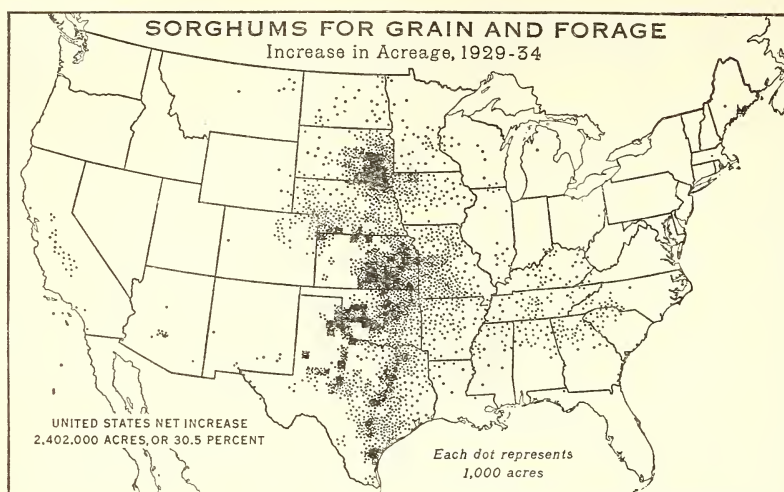 SORGHUMS FOR GRAIN AND FORAGE
Increase in Acreage, 1929-34
UNITED STATES NET INCREASE
2,402,000 ACRES, OR 30.5 PERCENT
Each dot represents
1,000 acres